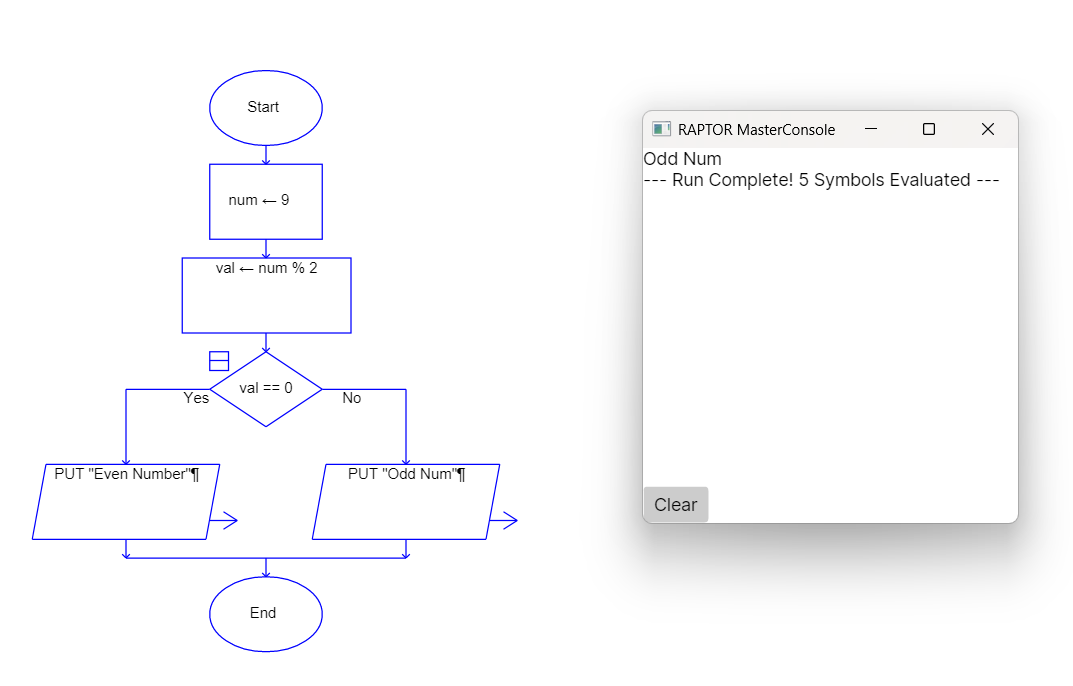 Start
num ← 9
val ← num % 2
val == 0
Yes
No
PUT "Even Number"¶
PUT "Odd Num"¶
End
RAPTOR MasterConsole
Odd Num
--- Run Complete! 5 Symbols Evaluated ---
Clear